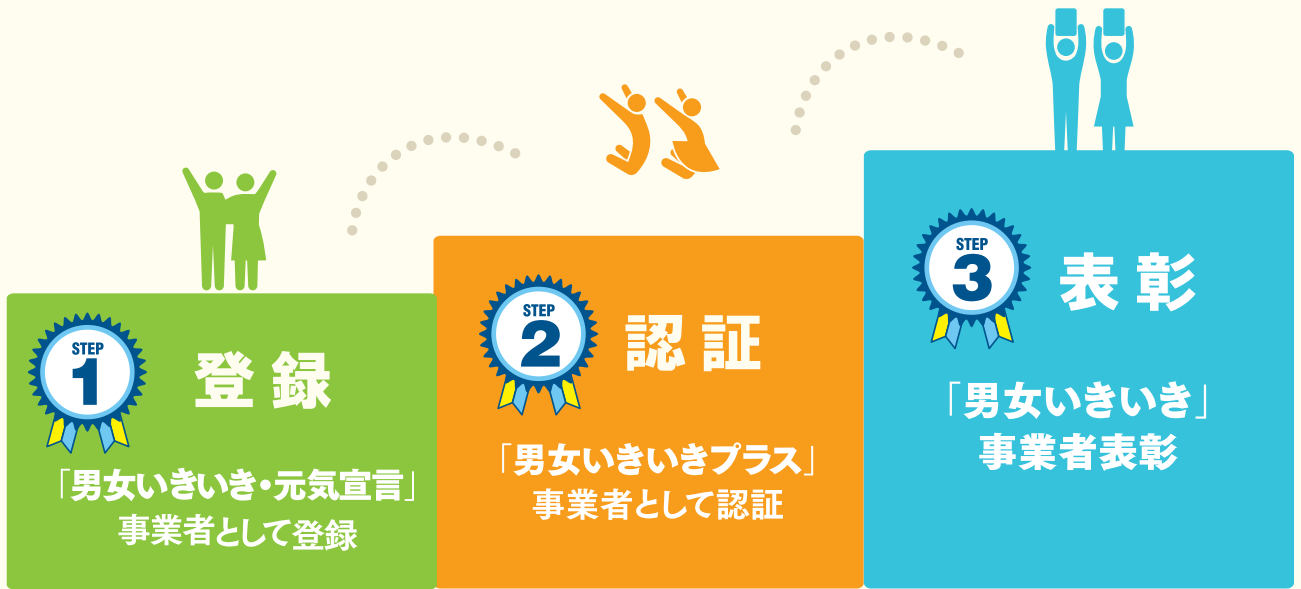 STEP
1
登録
「男女いきいき・元気宣言」
事業者として登録
STEP
2
認証
「男女いきいきプラス」
事業者として認証
STEP
3
表彰
「男女いきいき」
事業者表彰